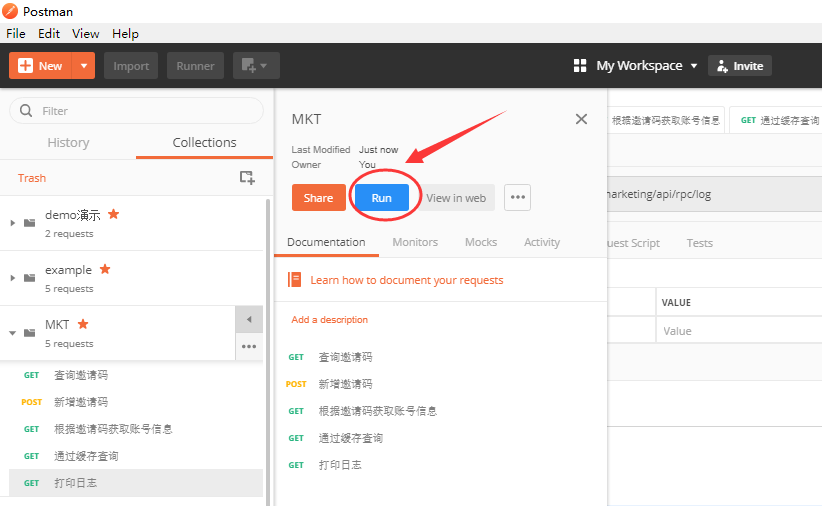 Postman
File Edit View Help
New Import Runner My Workspace Invite
Filter
History Collections
Trash
demo演示
2 requests
example
5 requests
MKT
5 requests
GET 查询邀请码
POST 新增邀请码
GET 根据邀请码获取账号信息
GET 通过缓存查询
GET 打印日志
MKT
Last Modified Just now
Owner You
Share Run View in web
Documentation Monitors Mocks Activity
Learn how to document your requests
Add a description
GET 查询邀请码
POST 新增邀请码
GET 根据邀请码获取账号信息
GET 通过缓存查询
GET 打印日志
根据邀请码获取账号信息 GET 通过缓存查询
arketing/api/rpc/log
uest Script Tests
VALUE
Value